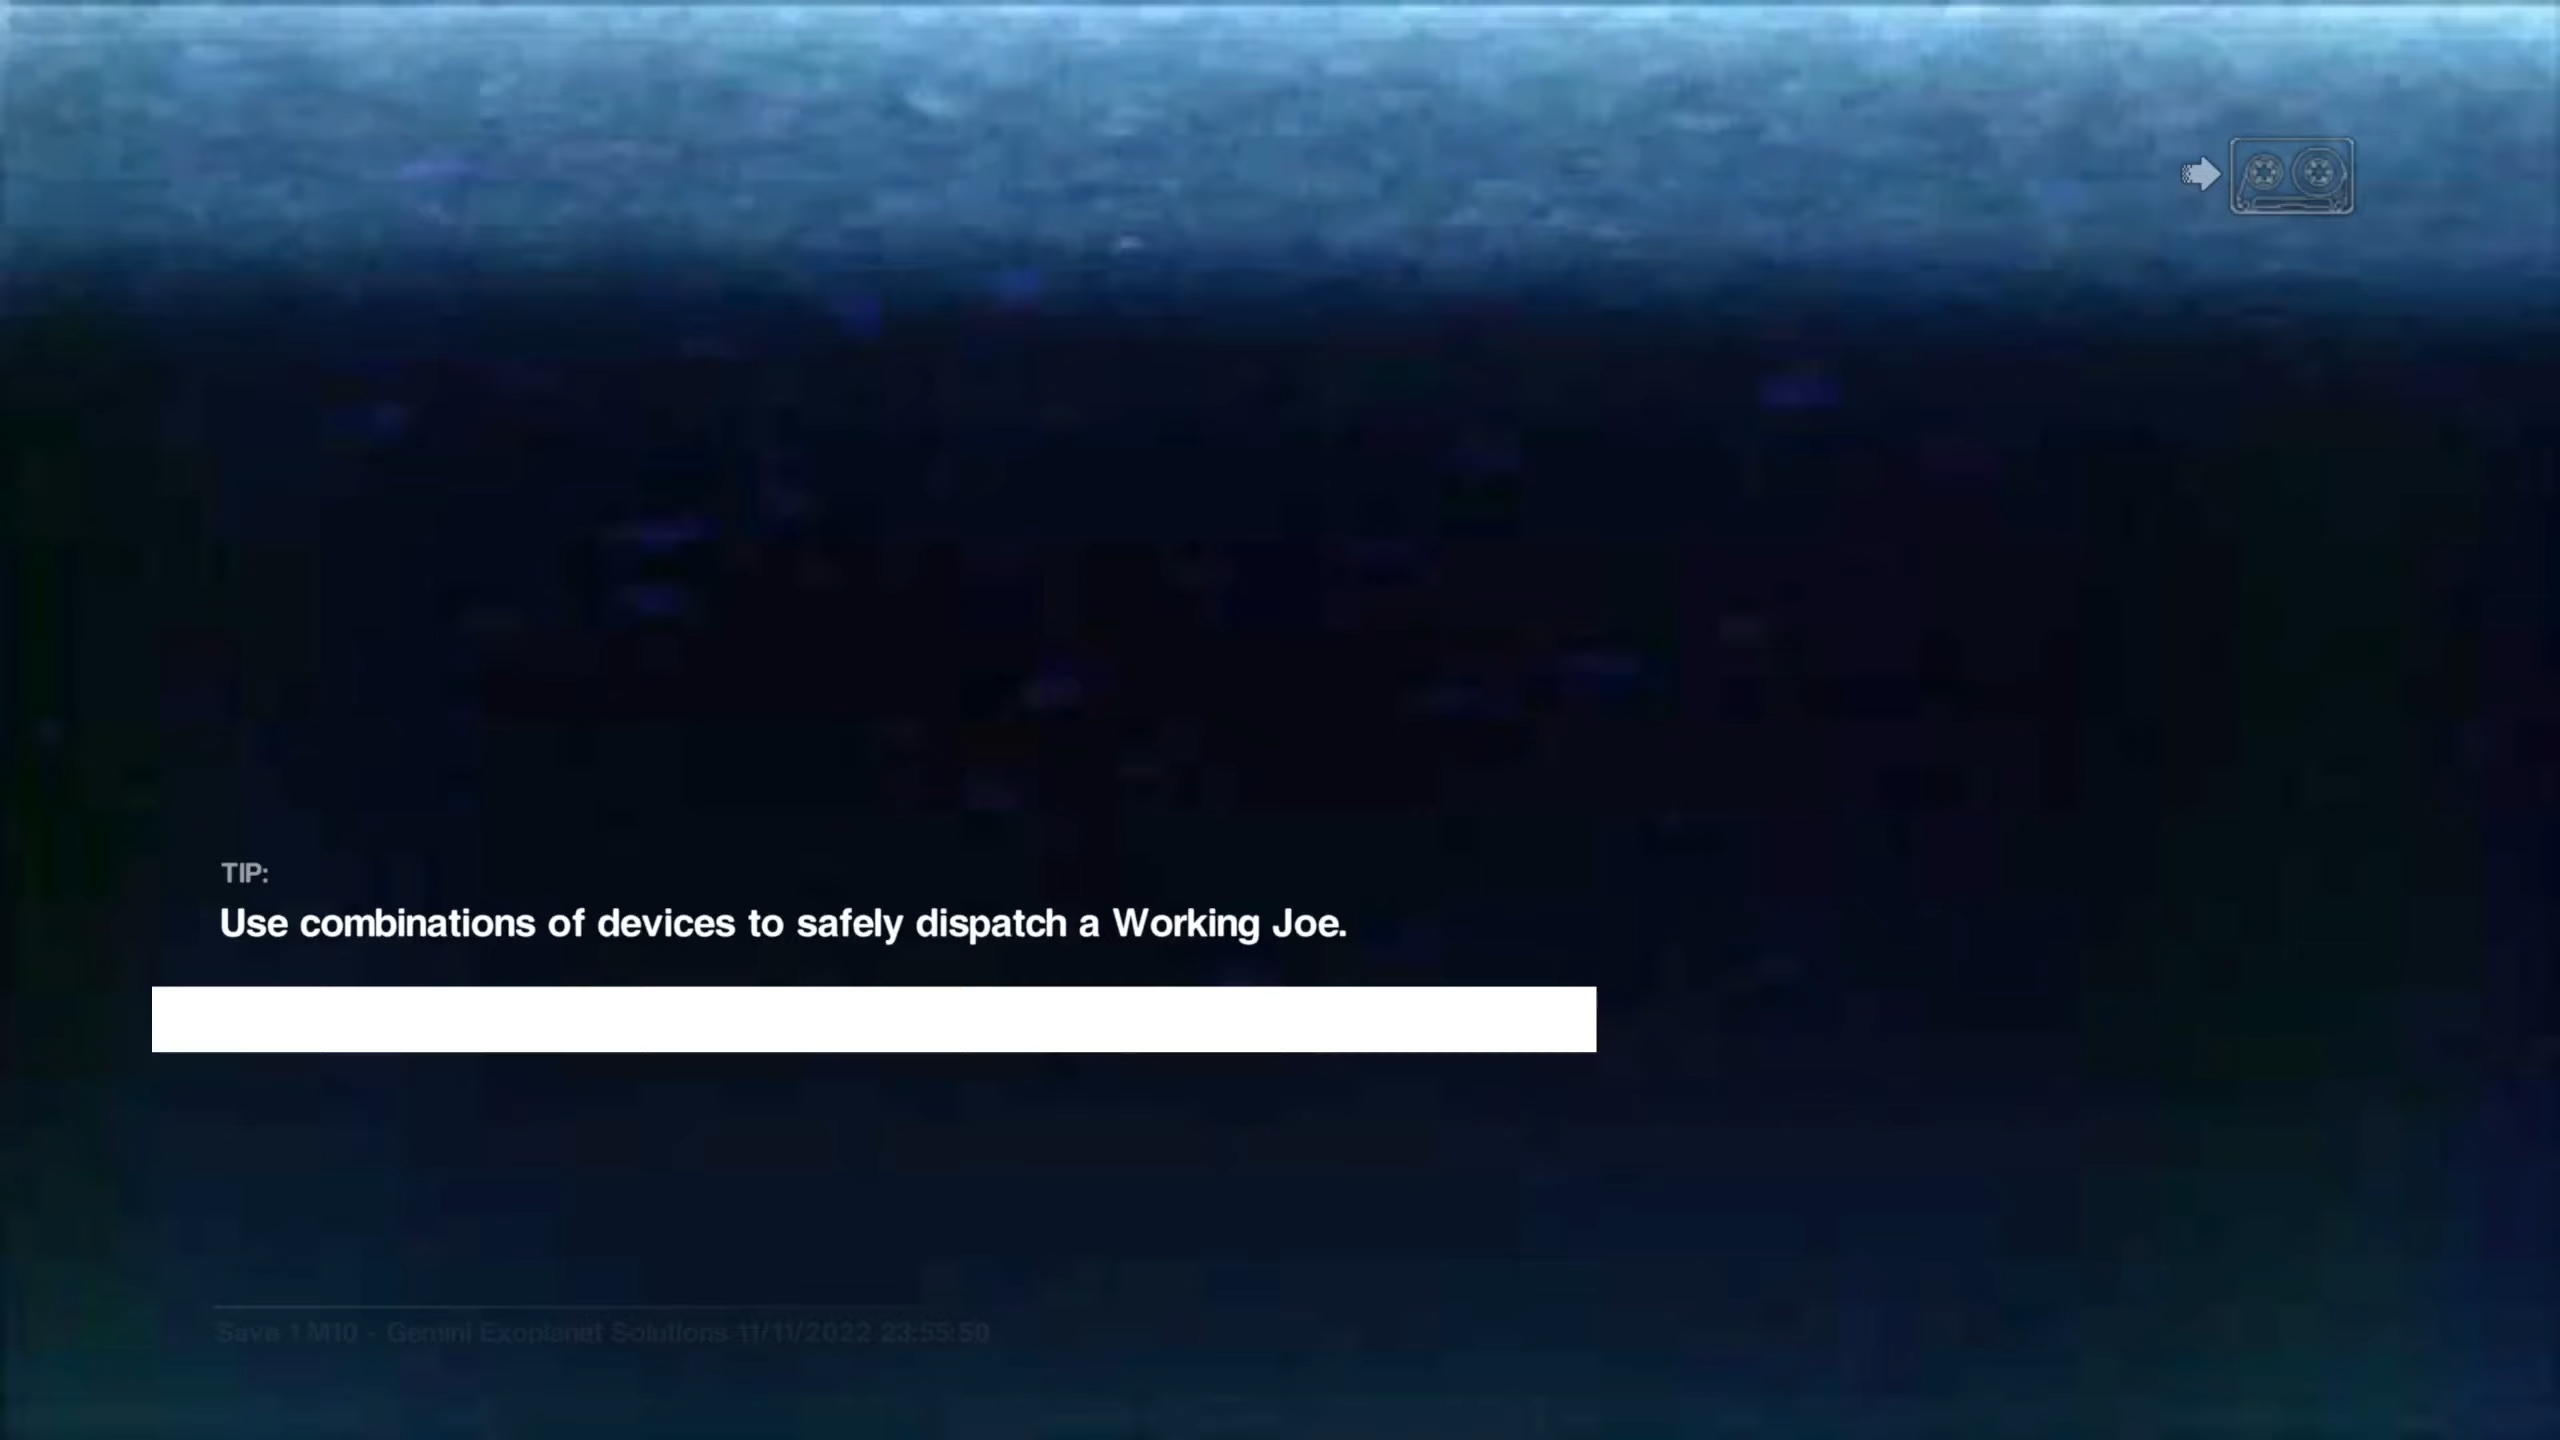 TIP:
Use combinations of devices to safely dispatch a Working Joe.
Save 1 M10 - Gemini Exoplanet Solutions 11/11/2022 23:55:50